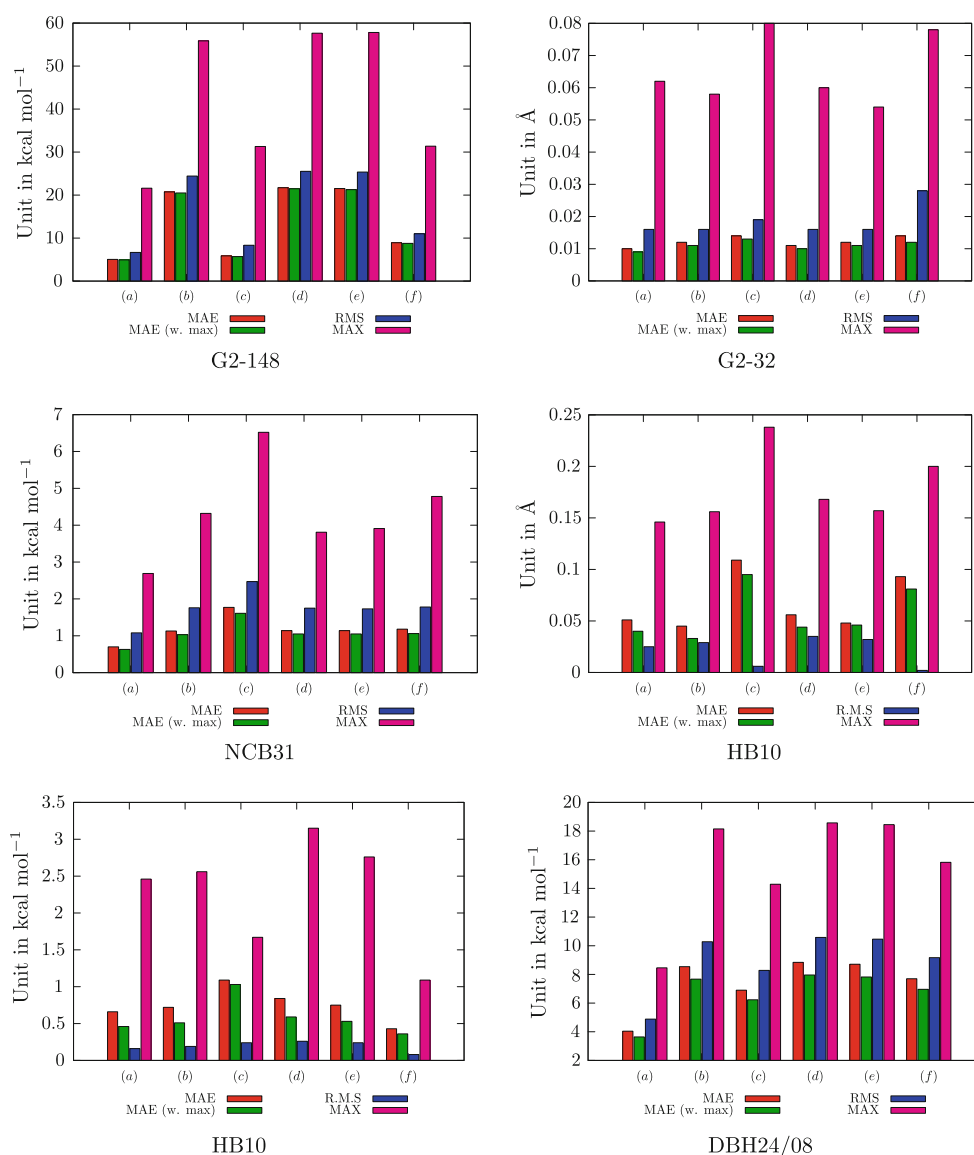 Unit in kcal mol⁻¹
60
50
40
30
20
10
0
(a) (b) (c) (d) (e) (f)
MAE RMS
MAE (w. max) MAX
G2-148
Unit in Å
0.08
0.07
0.06
0.05
0.04
0.03
0.02
0.01
0
(a) (b) (c) (d) (e) (f)
MAE RMS
MAE (w. max) MAX
G2-32
Unit in kcal mol⁻¹
7
6
5
4
3
2
1
0
(a) (b) (c) (d) (e) (f)
MAE RMS
MAE (w. max) MAX
NCB31
Unit in Å
0.25
0.2
0.15
0.1
0.05
0
(a) (b) (c) (d) (e) (f)
MAE R.M.S
MAE (w. max) MAX
HB10
Unit in kcal mol⁻¹
3.5
3
2.5
2
1.5
1
0.5
0
(a) (b) (c) (d) (e) (f)
MAE R.M.S
MAE (w. max) MAX
HB10
Unit in kcal mol⁻¹
20
18
16
14
12
10
8
6
4
2
(a) (b) (c) (d) (e) (f)
MAE RMS
MAE (w. max) MAX
DBH24/08